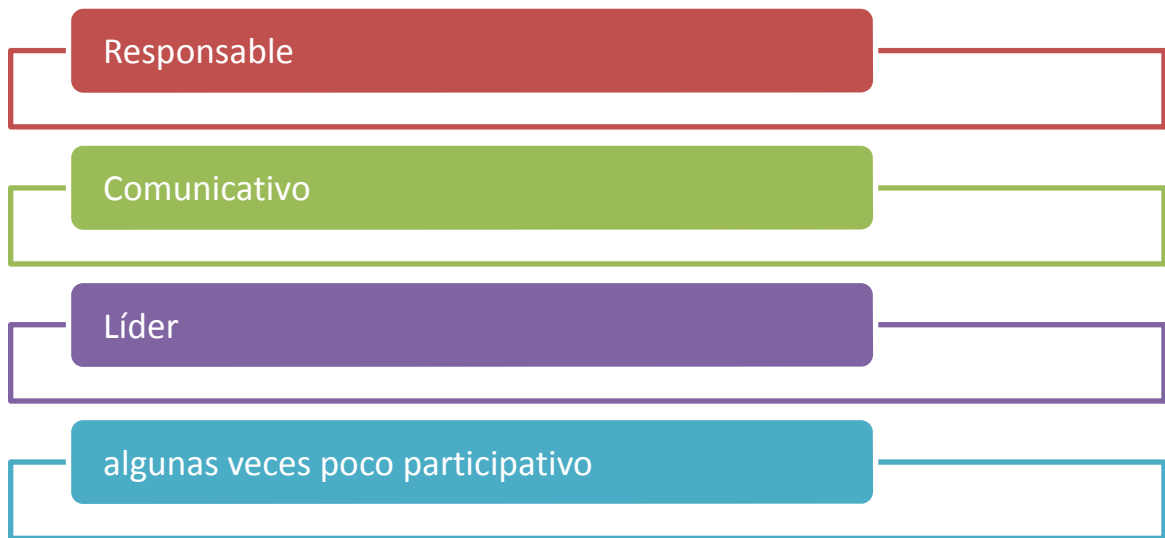 Responsable
Comunicativo
Líder
algunas veces poco participativo